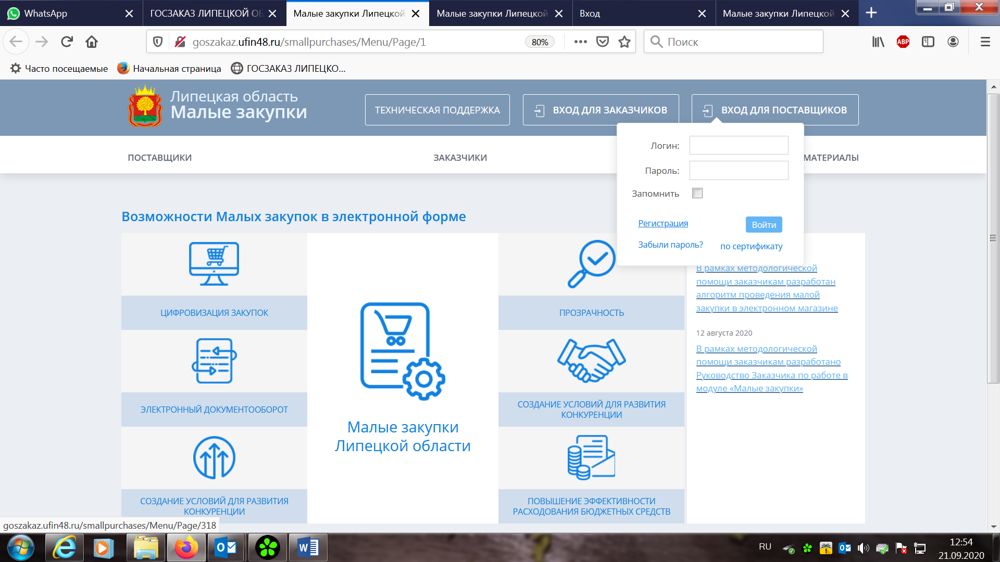 WhatsApp
ГОСЗАКАЗ ЛИПЕЦКОЙ ОБ
Малые закупки Липецкой
Малые закупки Липецкой
Вход
Малые закупки Липецкой
goszakaz.ufin48.ru/smallpurchases/Menu/Page/1
80%
Поиск
ABP
Часто посещаемые
Начальная страница
ГОСЗАКАЗ ЛИПЕЦКО...
Липецкая область
Малые закупки
ТЕХНИЧЕСКАЯ ПОДДЕРЖКА
ВХОД ДЛЯ ЗАКАЗЧИКОВ
ВХОД ДЛЯ ПОСТАВЩИКОВ
ПОСТАВЩИКИ
ЗАКАЗЧИКИ
МАТЕРИАЛЫ
Логин:
Пароль:
Запомнить
Регистрация
Войти
Забыли пароль?
по сертификату
Возможности Малых закупок в электронной форме
ЦИФРОВИЗАЦИЯ ЗАКУПОК
ЭЛЕКТРОННЫЙ ДОКУМЕНТООБОРОТ
СОЗДАНИЕ УСЛОВИЙ ДЛЯ РАЗВИТИЯ
КОНКУРЕНЦИИ
Малые закупки
Липецкой области
ПРОЗРАЧНОСТЬ
СОЗДАНИЕ УСЛОВИЙ ДЛЯ РАЗВИТИЯ
КОНКУРЕНЦИИ
ПОВЫШЕНИЕ ЭФФЕКТИВНОСТИ
РАСХОДОВАНИЯ БЮДЖЕТНЫХ СРЕДСТВ
В рамках методологической
помощи заказчикам разработан
алгоритм проведения малой
закупки в электронном магазине
12 августа 2020
В рамках методологической
помощи заказчикам разработано
Руководство Заказчика по работе в
модуле «Малые закупки»
goszakaz.ufin48.ru/smallpurchases/Menu/Page/318
RU
12:54
21.09.2020